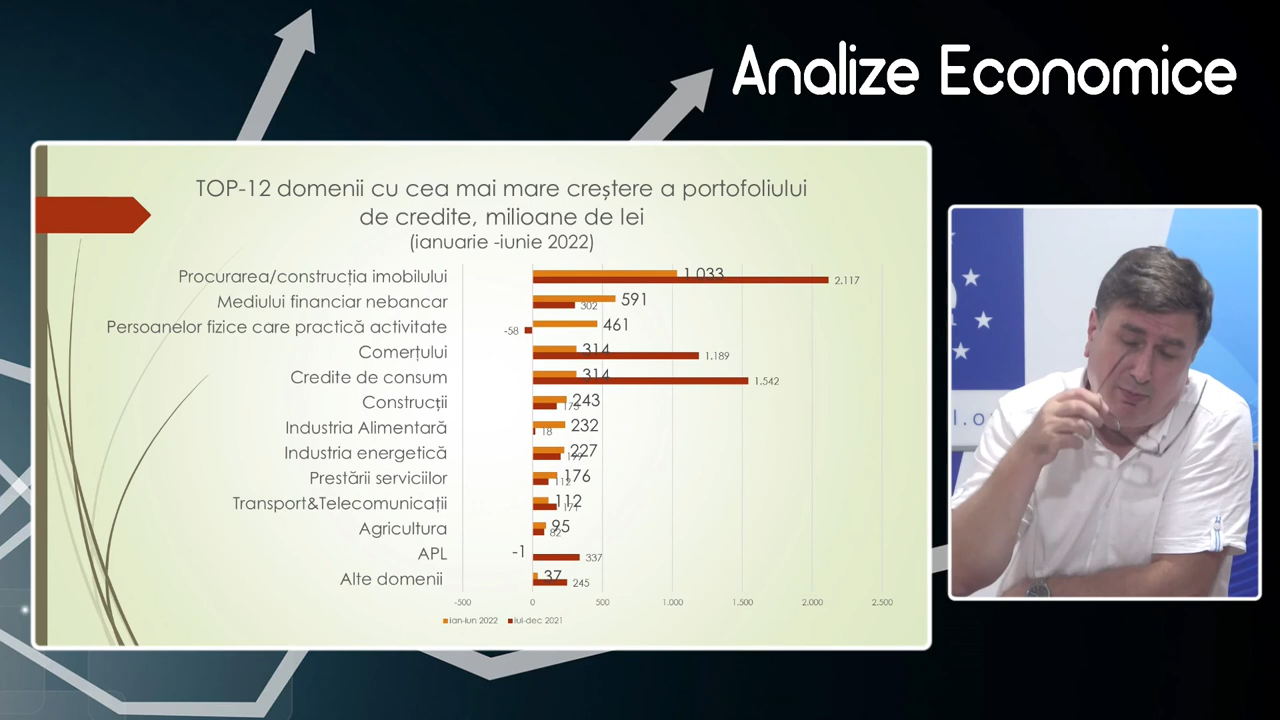 Analize Economice
TOP-12 domenii cu cea mai mare creștere a portofoliului
de credite, milioane de lei
(ianuarie -iunie 2022)
Procurarea/construcția imobilului 1.033 2.117
Mediului financiar nebancar 591 302
Persoanelor fizice care practică activitate -58 461
Comerțului 314 1.189
Credite de consum 314 1.542
Construcții 243
Industria Alimentară 232 18
Industria energetică 227
Prestării serviciilor 176 112
Transport&Telecomunicații 112 171
Agricultura 95 82
APL -1 337
Alte domenii 37 245
-500 0 500 1.000 1.500 2.000 2.500
ian-iun 2022 iul-dec 2021